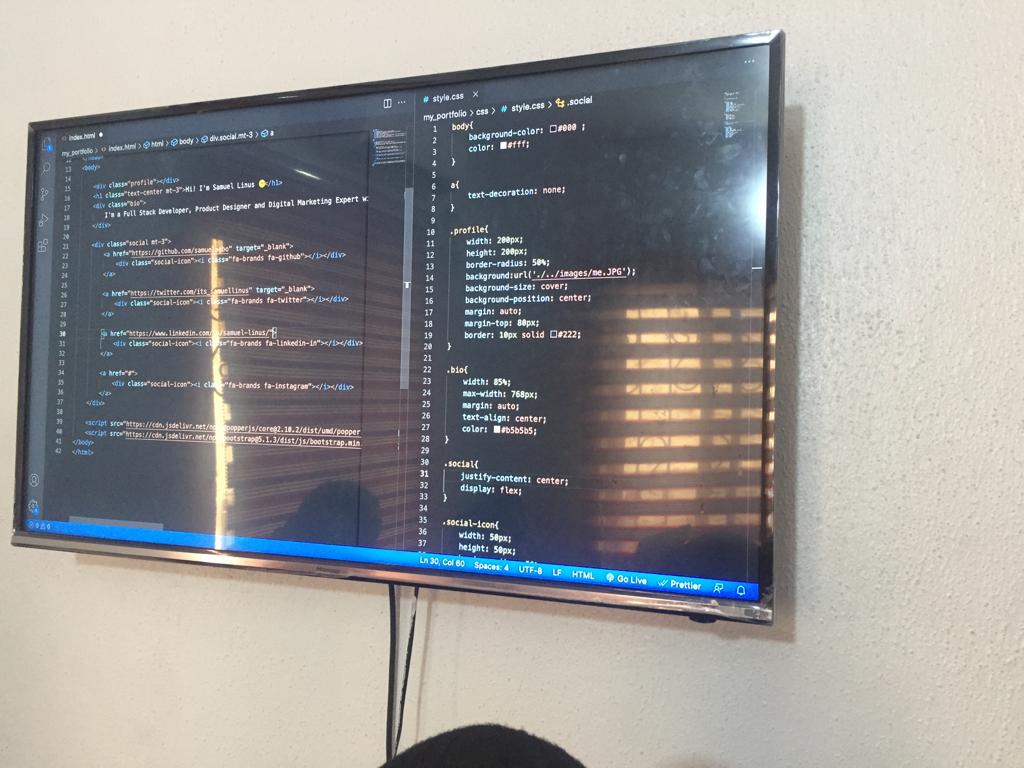 index.html
my_portfolio > index.html > html > body > div.social.mt-3 > a
13 <body>
14
15 <div class="profile"></div>
16 <h1 class="text-center mt-3">Hi! I'm Samuel Linus 😊</h1>
17 <div class="bio">
18 I'm a Full Stack Developer, Product Designer and Digital Marketing Expert w
19 </div>
20
21 <div class="social mt-3">
22 <a href="https://github.com/ target="_blank">
23 <div class="social-icon"><i class="fa-brands fa-github"></i></div>
24 </a>
25
26 <a href="https://twitter.com/its_samuellinus" target="_blank">
27 <div class="social-icon"><i class="fa-brands fa-twitter"></i></div>
28 </a>
29
30 <a href="https://www.linkedin.com/in/samuel-linus/"
31 <div class="social-icon"><i class="fa-brands fa-linkedin-in"></i></div>
32 </a>
33
34 <a href="#">
35 <div class="social-icon"><i class="fa-brands fa-instagram"></i></div>
36 </a>
37 </div>
38
39 <script src="https://cdn.jsdelivr.net/npm/@popperjs/core@2.10.2/dist/umd/popper
40 <script src="https://cdn.jsdelivr.net/npm/bootstrap@5.1.3/dist/js/bootstrap.min
41 </body>
42 </html>
# style.css ×
my_portfolio > css > # style.css > .social
1 body{
2 background-color: #000 ;
3 color: #fff;
4 }
5
6 a{
7 text-decoration: none;
8 }
9
10 .profile{
11 width: 200px;
12 height: 200px;
13 border-radius: 50%;
14 background:url('./../images/me.JPG');
15 background-size: cover;
16 background-position: center;
17 margin: auto;
18 margin-top: 80px;
19 border: 10px solid #222;
20 }
21
22 .bio{
23 width: 85%;
24 max-width: 768px;
25 margin: auto;
26 text-align: center;
27 color: #b5b5b5;
28 }
29
30 .social{
31 justify-content: center;
32 display: flex;
33 }
34
35 .social-icon{
36 width: 50px;
37 height: 50px;
0 0
Ln 30, Col 60 Spaces: 4 UTF-8 LF HTML Go Live Prettier